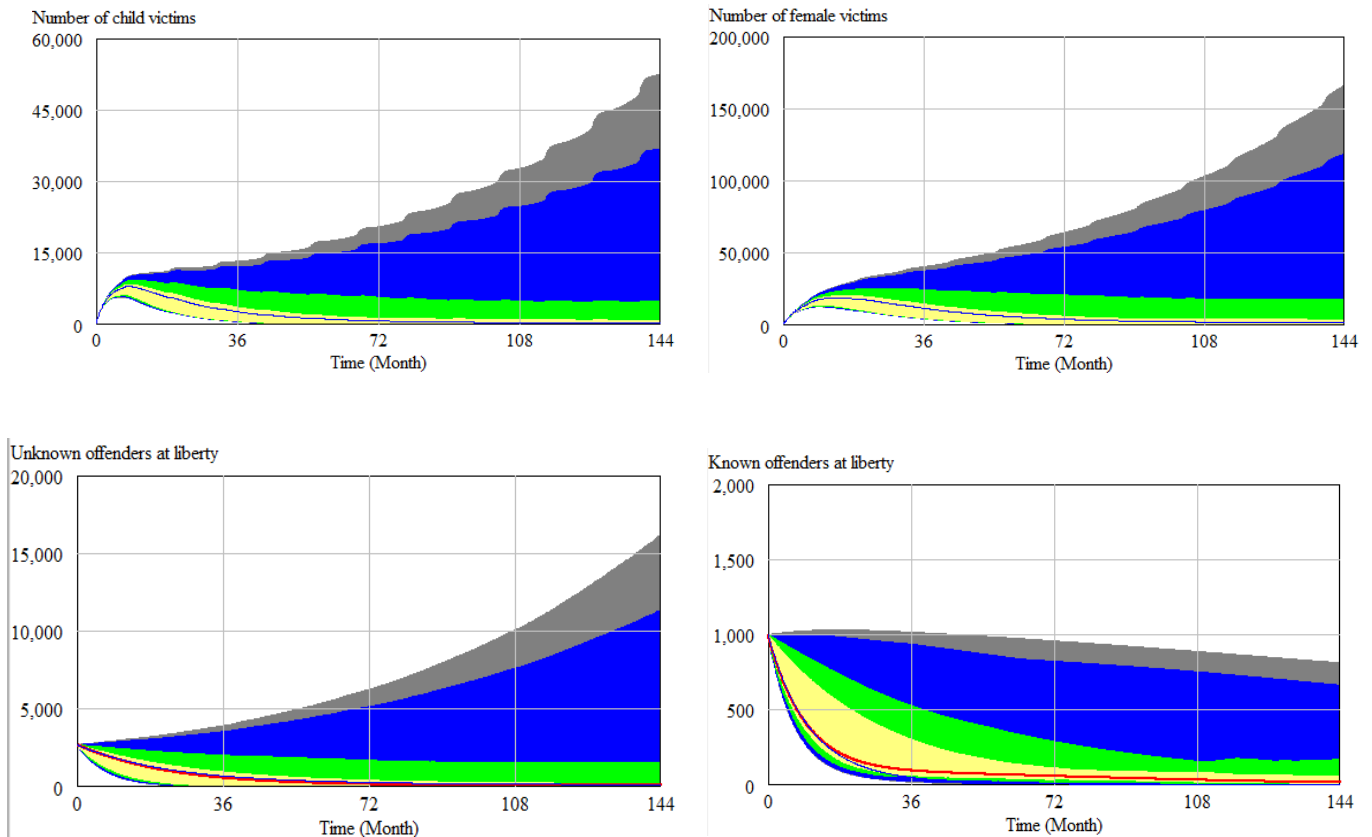 Number of child victims
60,000
45,000
30,000
15,000
0
0 36 72 108 144
Time (Month)
Number of female victims
200,000
150,000
100,000
50,000
0
0 36 72 108 144
Time (Month)
Unknown offenders at liberty
20,000
15,000
10,000
5,000
0
0 36 72 108 144
Time (Month)
Known offenders at liberty
2,000
1,500
1,000
500
0
0 36 72 108 144
Time (Month)